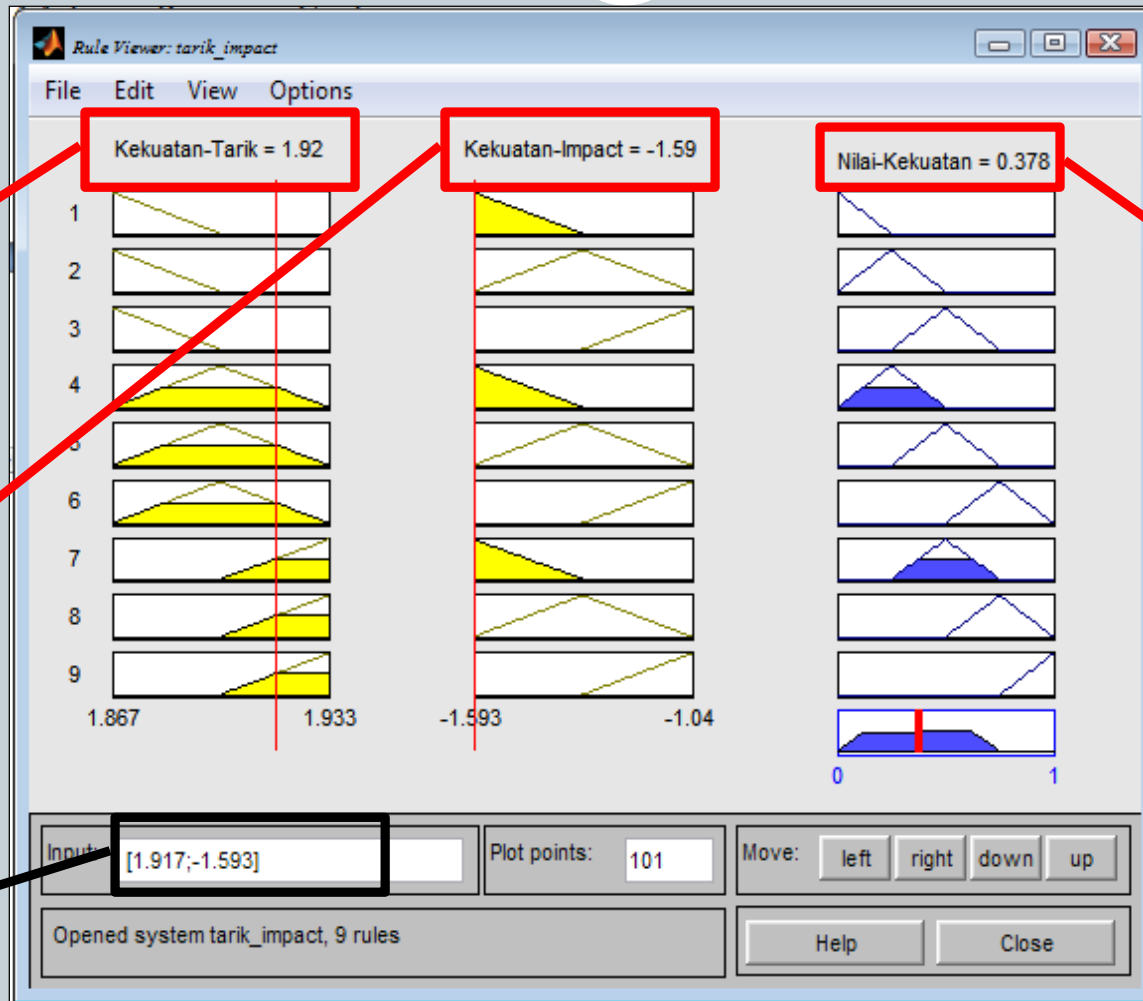 Rule Viewer: tarik_impact
File Edit View Options
Kekuatan-Tarik = 1.92 Kekuatan-Impact = -1.59 Nilai-Kekuatan = 0.378
1
2
3
4
5
6
7
8
9
1.867 1.933 -1.593 -1.04
0 1
Input: [1.917;-1.593] Plot points: 101 Move: left right down up
Opened system tarik_impact, 9 rules Help Close